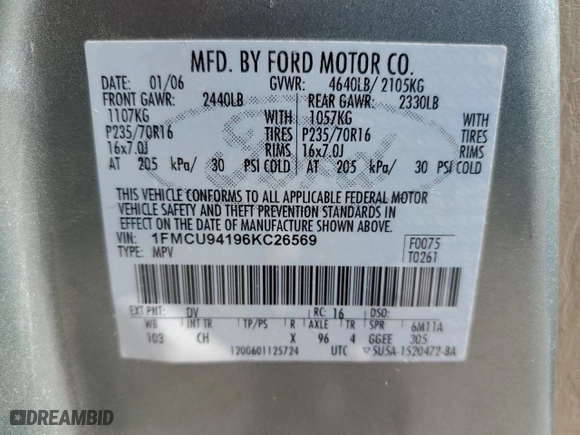 MFD. BY FORD MOTOR CO.
DATE: 01/06 GVWR: 4640LB/ 2105KG
FRONT GAWR: 2440LB REAR GAWR: 2330LB
1107KG WITH 1057KG WITH
P235/70R16 TIRES P235/70R16 TIRES
16x7.0J RIMS 16x7.0J RIMS
AT 205 kPa/ 30 PSI COLD AT 205 kPa/ 30 PSI COLD
THIS VEHICLE CONFORMS TO ALL APPLICABLE FEDERAL MOTOR
VEHICLE SAFETY AND THEFT PREVENTION STANDARDS IN
EFFECT ON THE DATE OF MANUFACTURE SHOWN ABOVE.
VIN: 1FMCU94196KC26569 F0075
TYPE: MPV T0261
EXT PNT: DV RC: 16 DSO:
WB INT TR TP/PS R AXLE TR SPR 6M11A
103 CH X 96 4 GGEE 305
1200601125724 UTC ▽5U5A-1520472-BA
DREAMBID